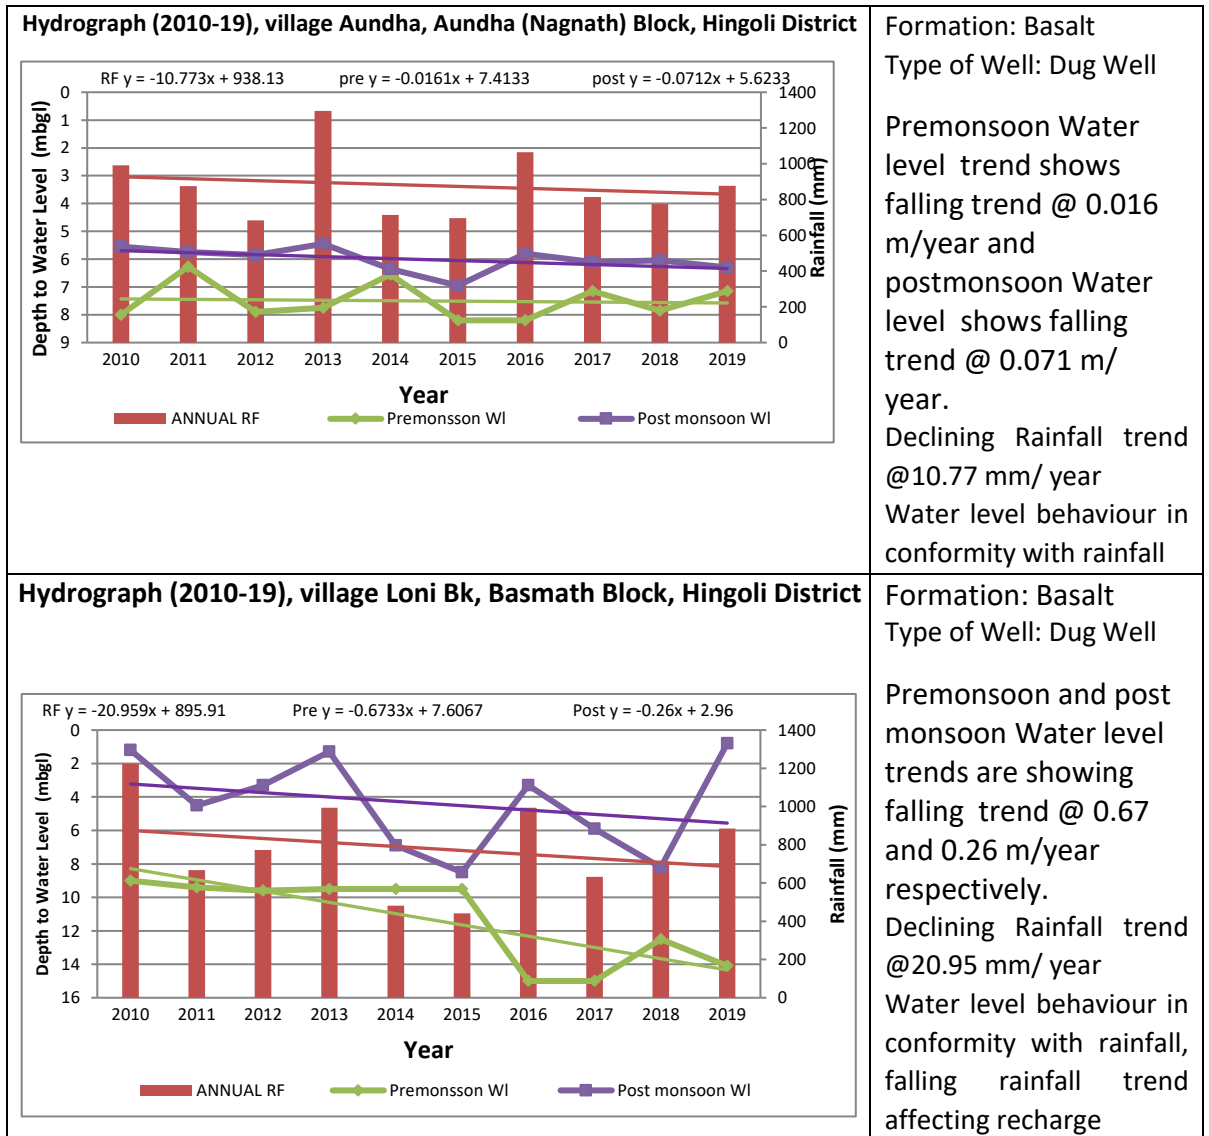 Hydrograph (2010-19), village Aundha, Aundha (Nagnath) Block, Hingoli District
RF y = -10.773x + 938.13 pre y = -0.0161x + 7.4133 post y = -0.0712x + 5.6233
Depth to Water Level (mbgl)
0
1
2
3
4
5
6
7
8
9
1400
1200
1000
800
600
400
200
0
Rainfall (mm)
2010 2011 2012 2013 2014 2015 2016 2017 2018 2019
Year
ANNUAL RF Premonsson Wl Post monsoon Wl
Formation: Basalt
Type of Well: Dug Well
Premonsoon Water
level trend shows
falling trend @ 0.016
m/year and
postmonsoon Water
level shows falling
trend @ 0.071 m/
year.
Declining Rainfall trend
@10.77 mm/ year
Water level behaviour in
conformity with rainfall
Hydrograph (2010-19), village Loni Bk, Basmath Block, Hingoli District
RF y = -20.959x + 895.91 Pre y = -0.6733x + 7.6067 Post y = -0.26x + 2.96
Depth to Water Level (mbgl)
0
2
4
6
8
10
12
14
16
1400
1200
1000
800
600
400
200
0
Rainfall (mm)
2010 2011 2012 2013 2014 2015 2016 2017 2018 2019
Year
ANNUAL RF Premonsson Wl Post monsoon Wl
Formation: Basalt
Type of Well: Dug Well
Premonsoon and post
monsoon Water level
trends are showing
falling trend @ 0.67
and 0.26 m/year
respectively.
Declining Rainfall trend
@20.95 mm/ year
Water level behaviour in
conformity with rainfall,
falling rainfall trend
affecting recharge